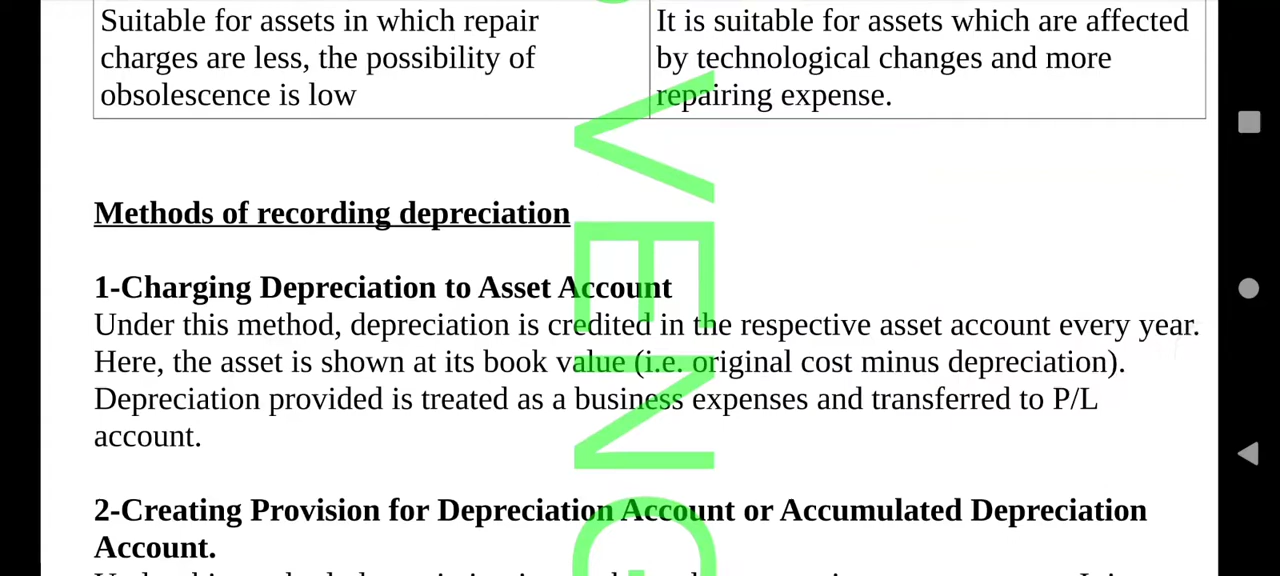 Suitable for assets in which repair
charges are less, the possibility of
obsolescence is low
It is suitable for assets which are affected
by technological changes and more
repairing expense.
Methods of recording depreciation
1-Charging Depreciation to Asset Account
Under this method, depreciation is credited in the respective asset account every year.
Here, the asset is shown at its book value (i.e. original cost minus depreciation).
Depreciation provided is treated as a business expenses and transferred to P/L
account.
2-Creating Provision for Depreciation Account or Accumulated Depreciation
Account.
VEN